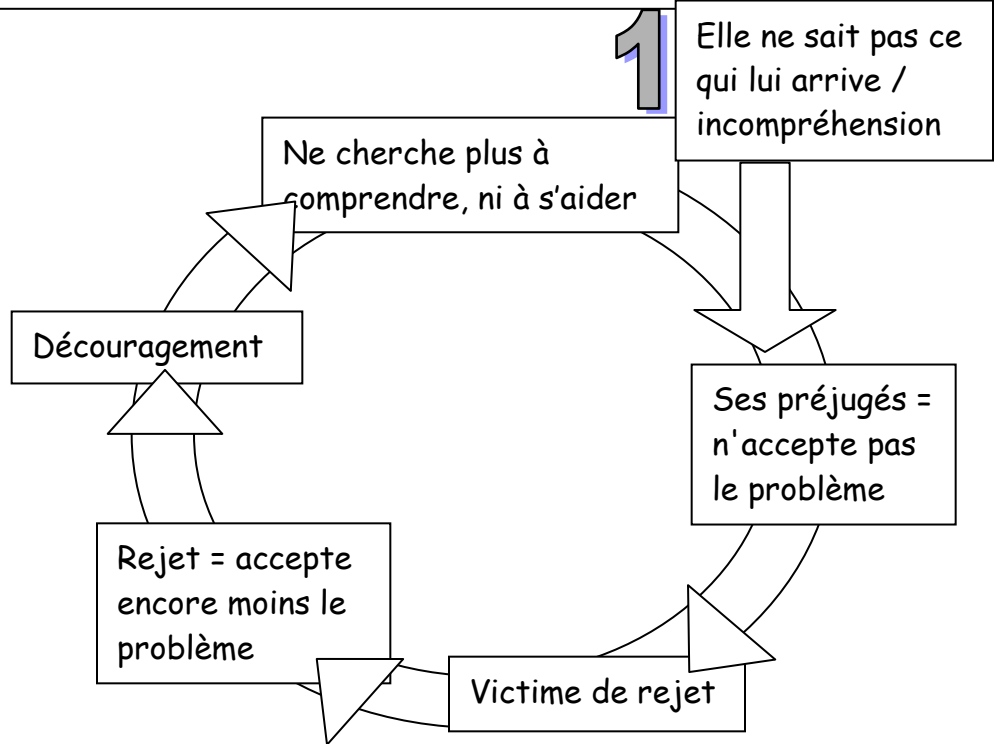 1
Elle ne sait pas ce
qui lui arrive /
incompréhension
Ne cherche plus à
comprendre, ni à s'aider
Découragement
Ses préjugés =
n'accepte pas
le problème
Rejet = accepte
encore moins le
problème
Victime de rejet